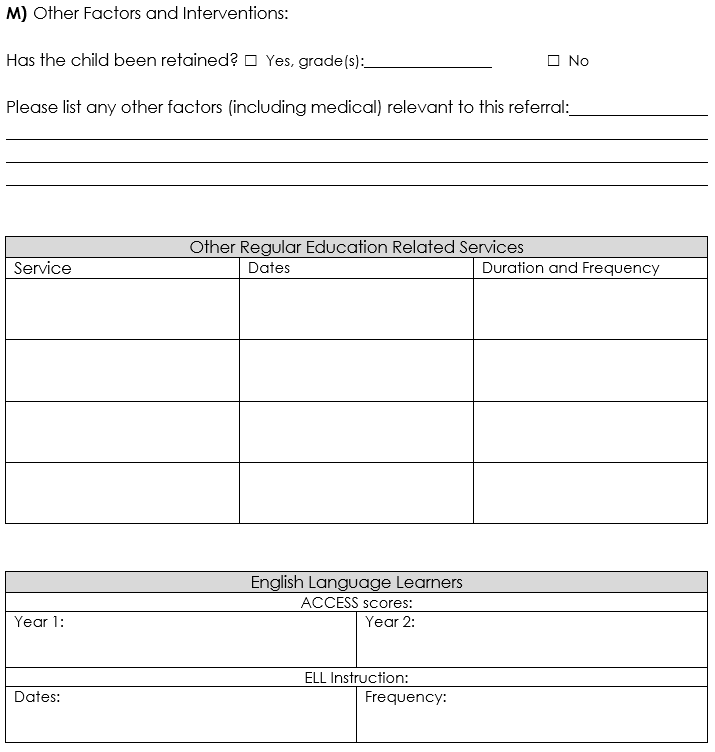 M) Other Factors and Interventions:
Has the child been retained? ☐ Yes, grade(s):_______________ ☐ No
Please list any other factors (including medical) relevant to this referral:________________
Other Regular Education Related Services
Service Dates Duration and Frequency
English Language Learners
ACCESS scores:
Year 1: Year 2:
ELL Instruction:
Dates: Frequency: